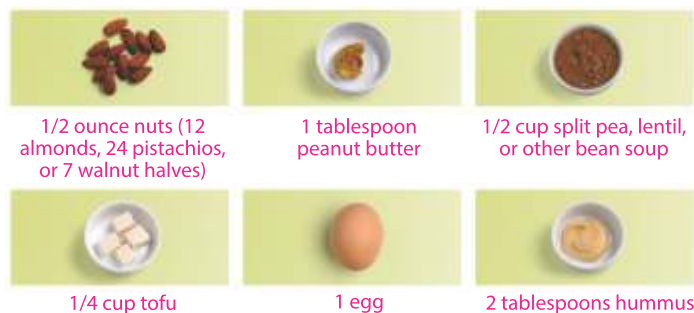 1/2 ounce nuts (12
almonds, 24 pistachios,
or 7 walnut halves)
1 tablespoon
peanut butter
1/2 cup split pea, lentil,
or other bean soup
1/4 cup tofu
1 egg
2 tablespoons hummus